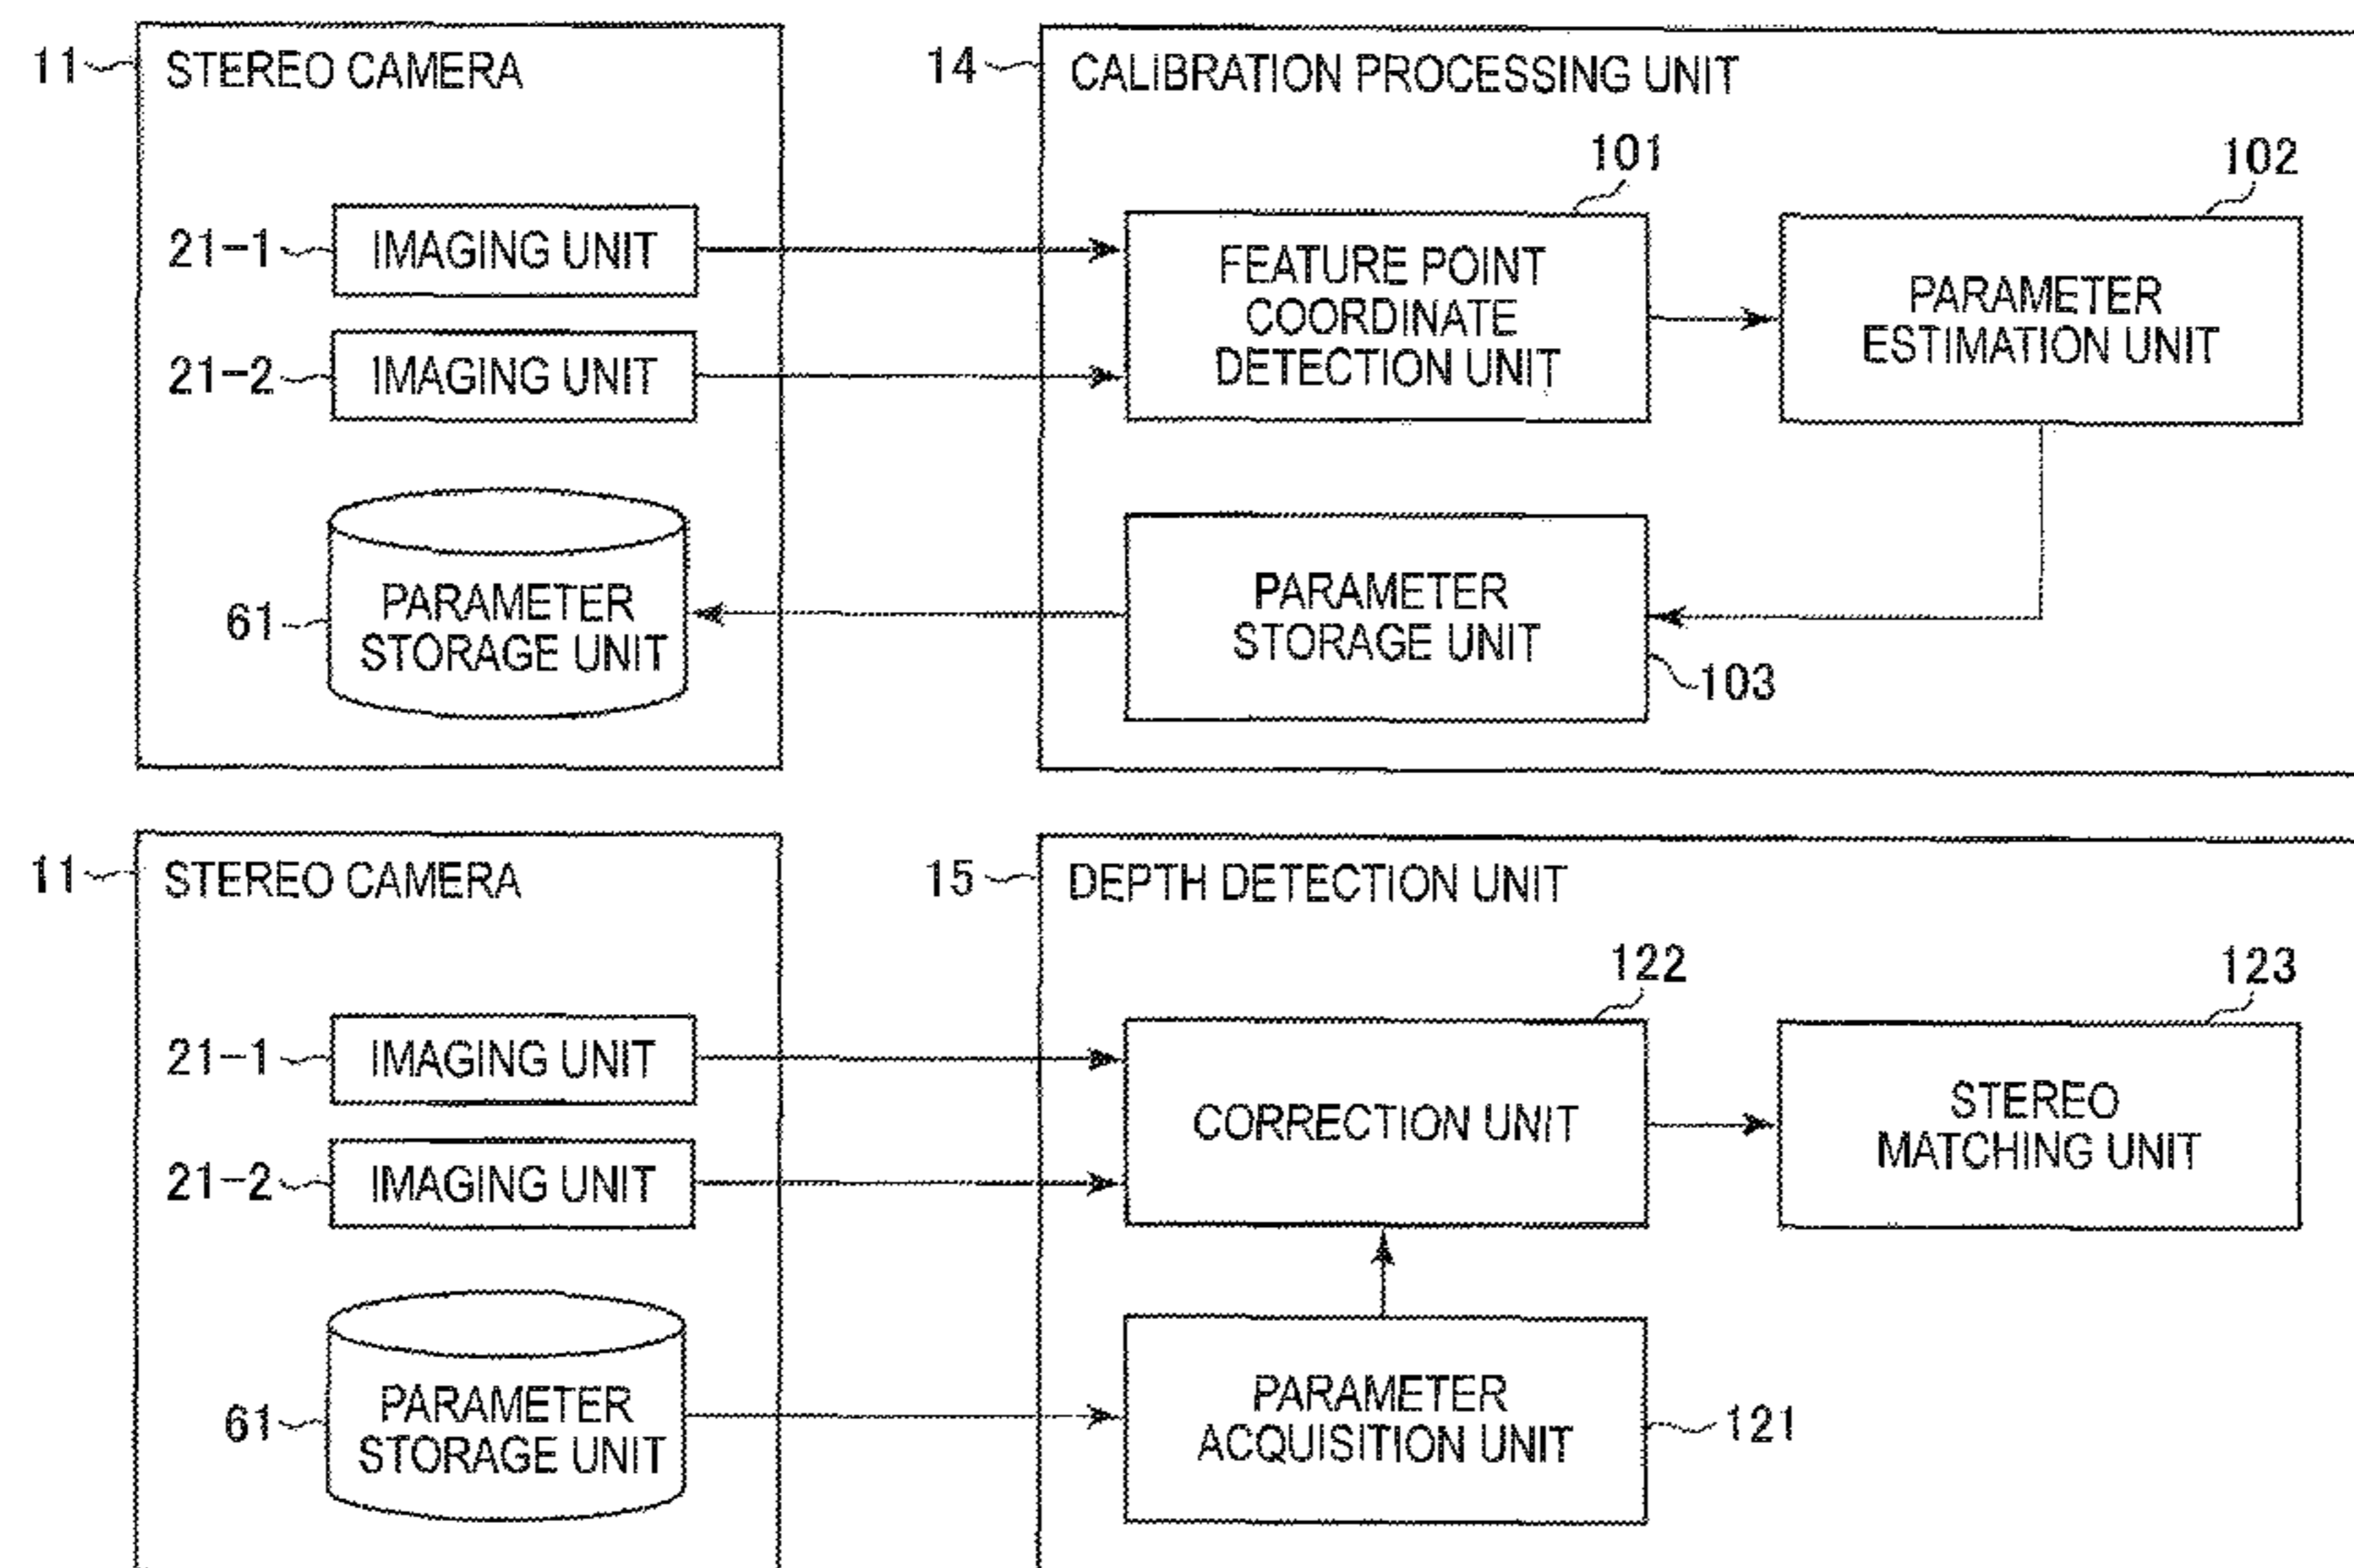 11
STEREO CAMERA
21-1
IMAGING UNIT
21-2
IMAGING UNIT
61
PARAMETER
STORAGE UNIT
14
CALIBRATION PROCESSING UNIT
101
FEATURE POINT
COORDINATE
DETECTION UNIT
102
PARAMETER
ESTIMATION UNIT
PARAMETER
STORAGE UNIT
103
11
STEREO CAMERA
21-1
IMAGING UNIT
21-2
IMAGING UNIT
61
PARAMETER
STORAGE UNIT
15
DEPTH DETECTION UNIT
122
CORRECTION UNIT
123
STEREO
MATCHING UNIT
PARAMETER
ACQUISITION UNIT
121